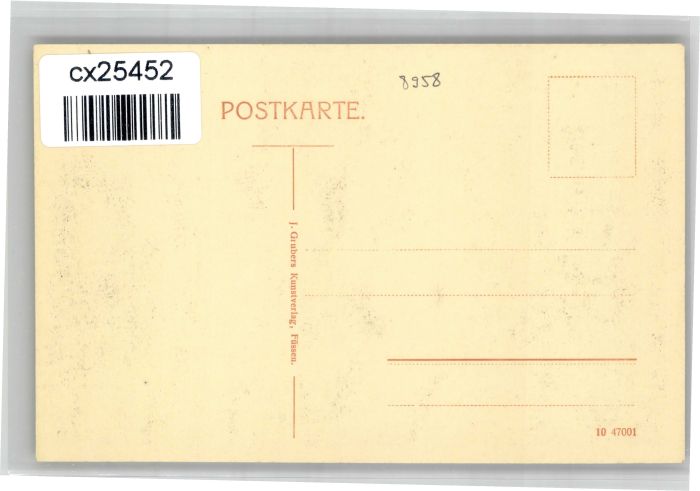 cx25452
8958
POSTKARTE.
J. Grubers Kunstverlag, Füssen.
10 47001